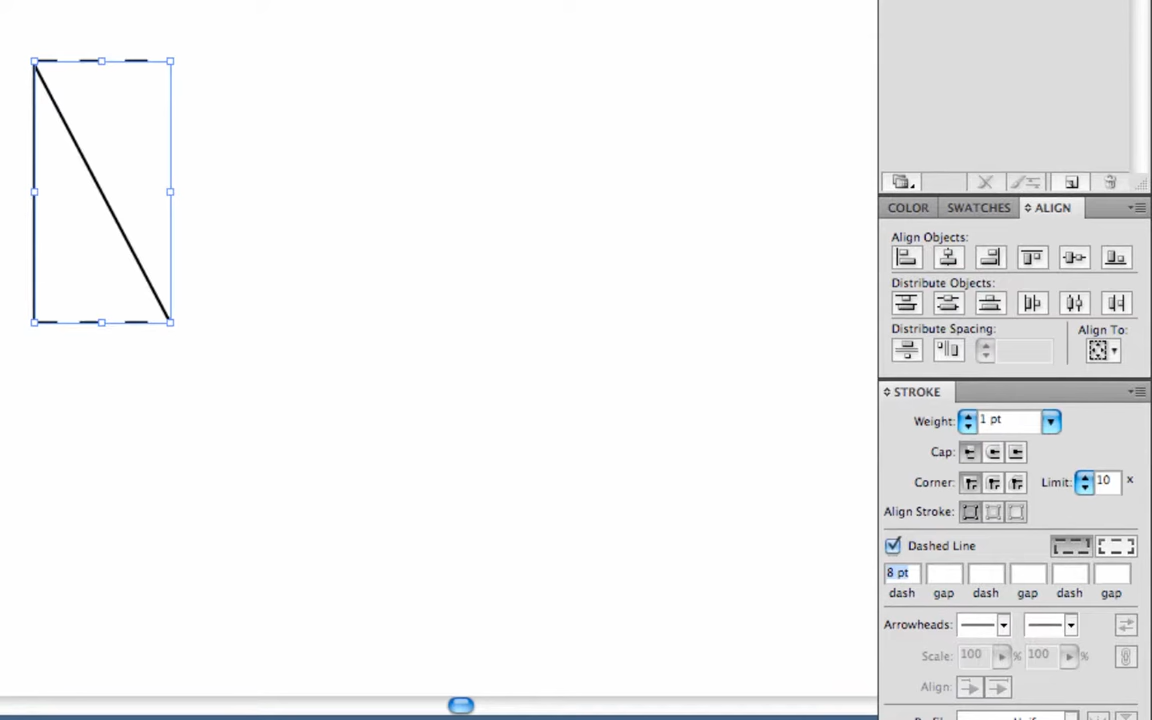 COLOR SWATCHES ALIGN
Align Objects:
Distribute Objects:
Distribute Spacing: Align To:
STROKE
Weight: 1 pt
Cap:
Corner: Limit: 10 x
Align Stroke:
Dashed Line
8 pt
dash gap dash gap dash gap
Arrowheads:
Scale: 100 % 100 %
Align: